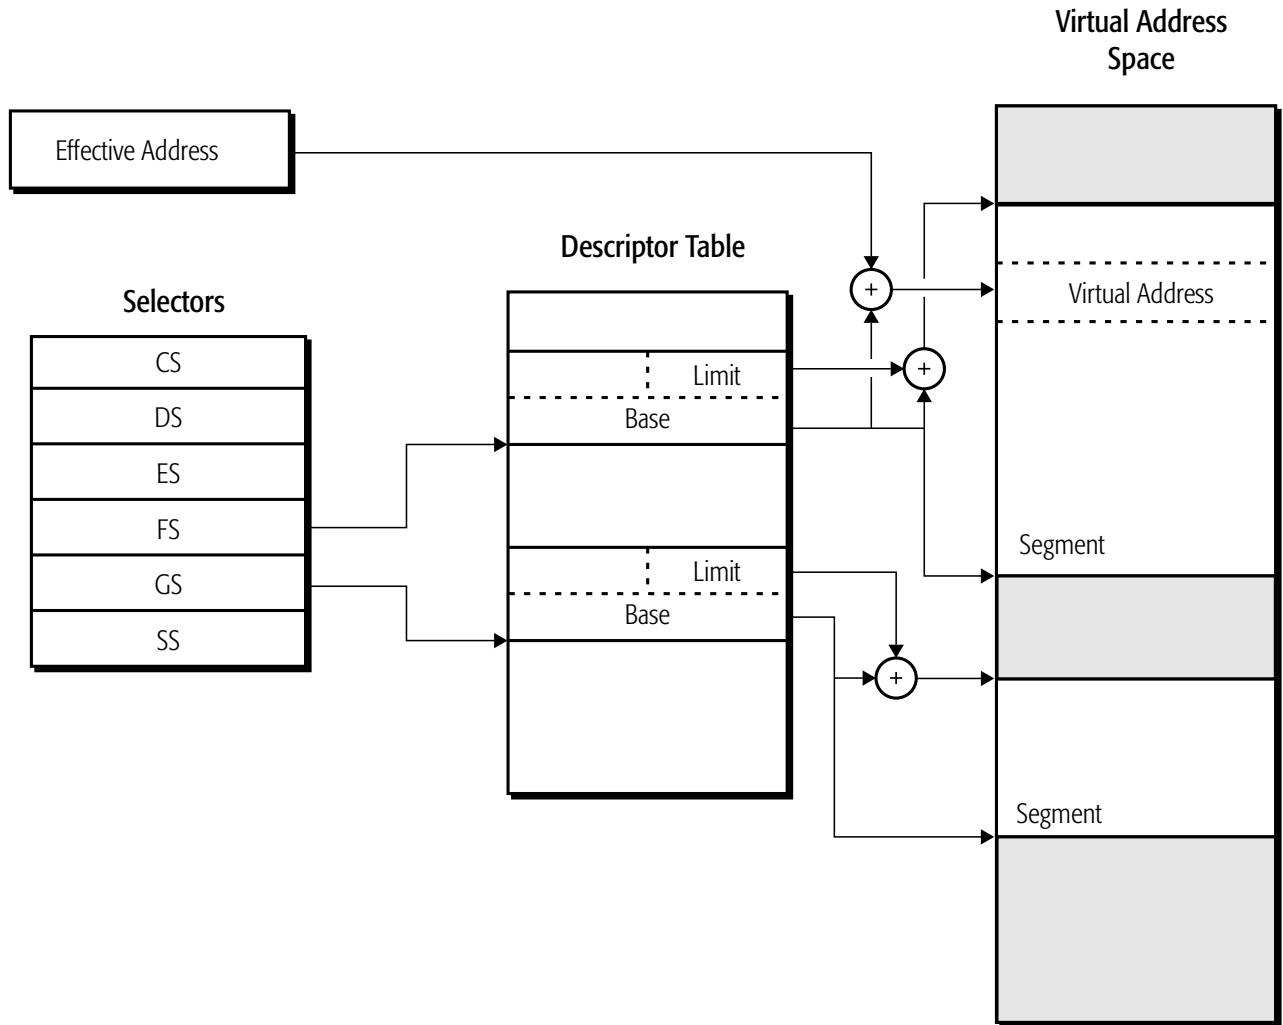 Virtual Address
Space
Effective Address
Descriptor Table
Selectors
CS
DS
ES
FS
GS
SS
Limit
Base
Limit
Base
+
+
+
Virtual Address
Segment
Segment